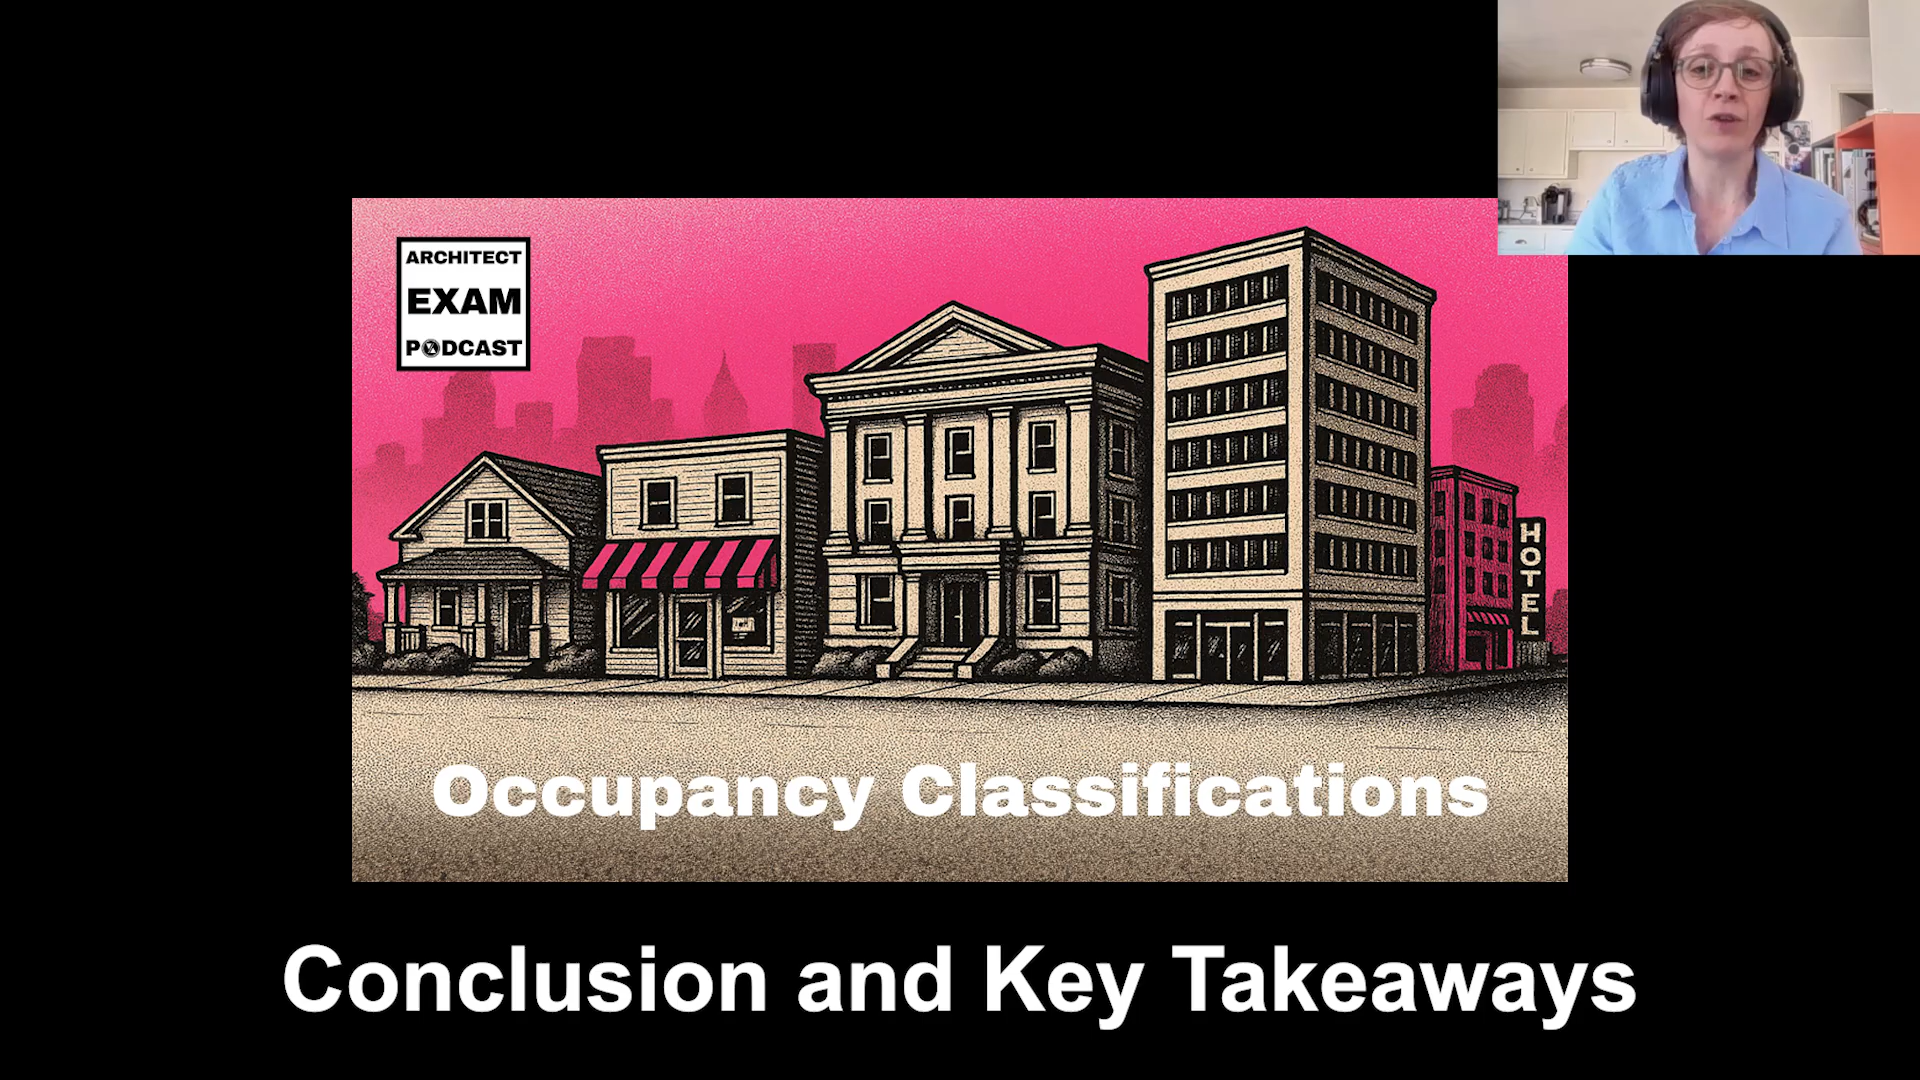 ARCHITECT
EXAM
PODCAST
HOTEL
Occupancy Classifications
Conclusion and Key Takeaways